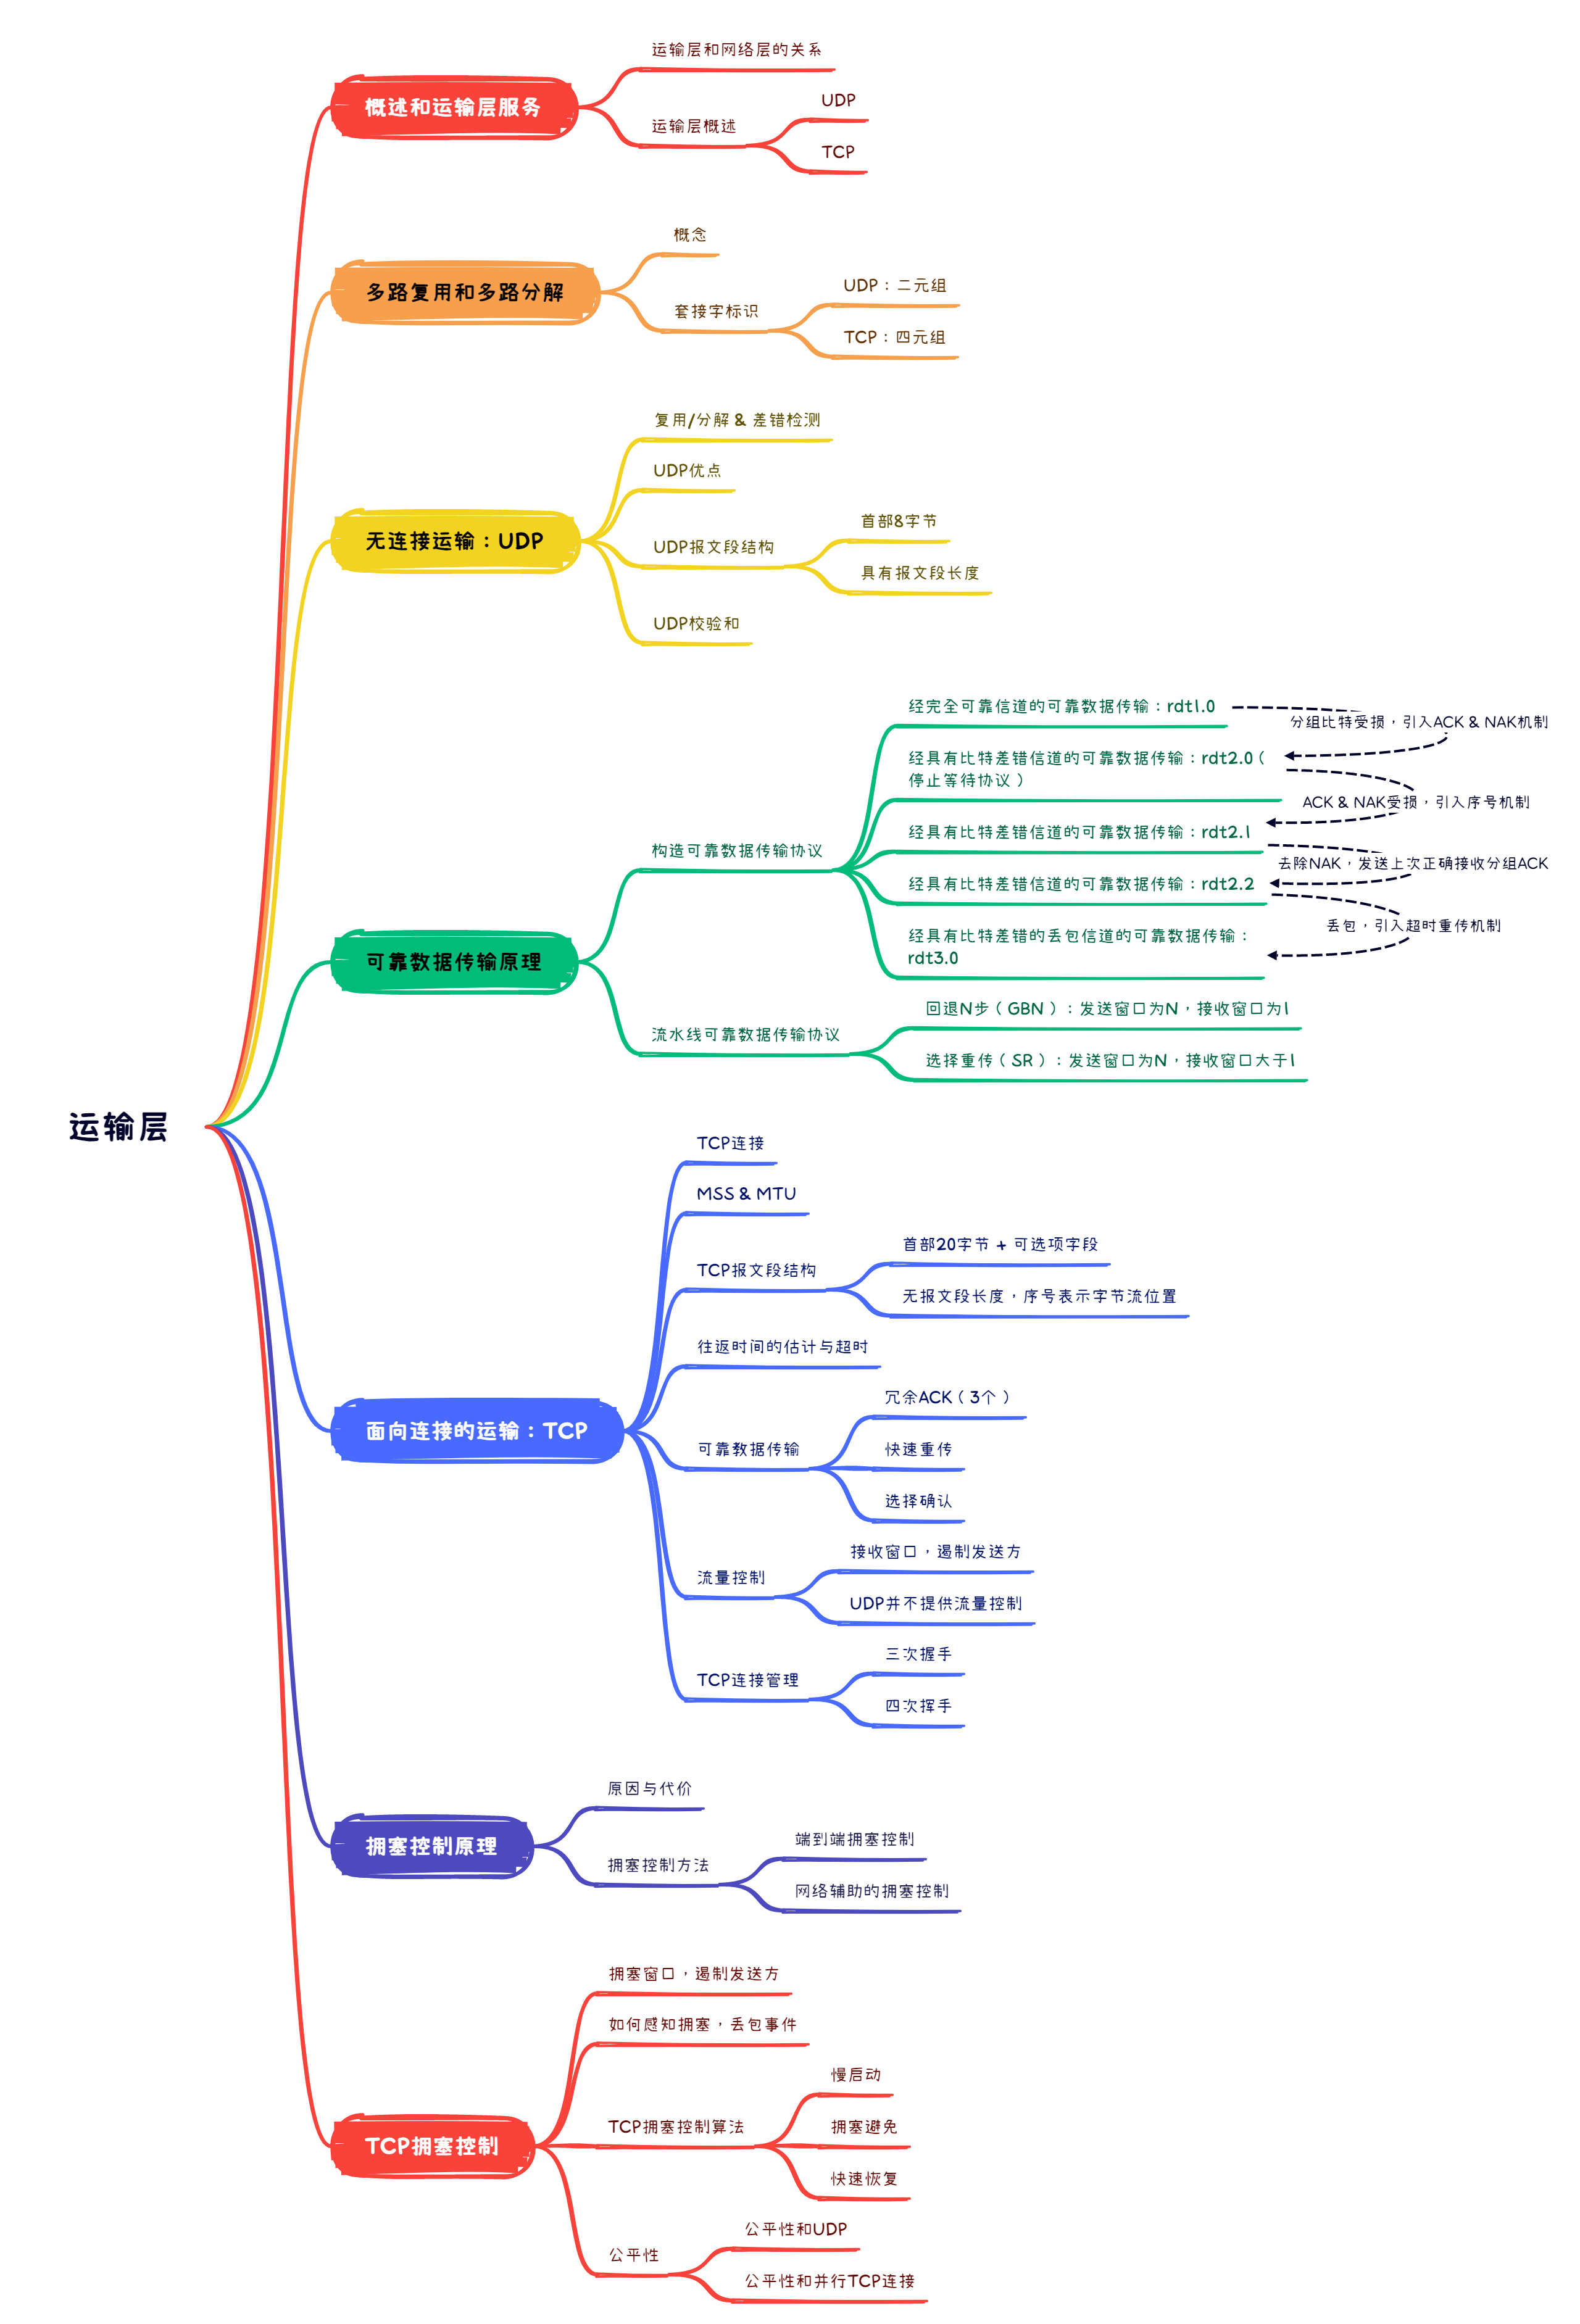 运输层
概述和运输层服务
运输层和网络层的关系
运输层概述
UDP
TCP
多路复用和多路分解
概念
套接字标识
UDP：二元组
TCP：四元组
无连接运输：UDP
复用/分解 & 差错检测
UDP优点
UDP报文段结构
首部8字节
具有报文段长度
UDP校验和
可靠数据传输原理
构造可靠数据传输协议
经完全可靠信道的可靠数据传输：rdt1.0
分组比特受损，引入ACK & NAK机制
经具有比特差错信道的可靠数据传输：rdt2.0（
停止等待协议）
ACK & NAK受损，引入序号机制
经具有比特差错信道的可靠数据传输：rdt2.1
去除NAK，发送上次正确接收分组ACK
经具有比特差错信道的可靠数据传输：rdt2.2
丢包，引入超时重传机制
经具有比特差错的丢包信道的可靠数据传输：
rdt3.0
流水线可靠数据传输协议
回退N步（GBN）：发送窗口为N，接收窗口为1
选择重传（SR）：发送窗口为N，接收窗口大于1
面向连接的运输：TCP
TCP连接
MSS & MTU
TCP报文段结构
首部20字节 + 可选项字段
无报文段长度，序号表示字节流位置
往返时间的估计与超时
可靠数据传输
冗余ACK（3个）
快速重传
选择确认
流量控制
接收窗口，遏制发送方
UDP并不提供流量控制
TCP连接管理
三次握手
四次挥手
拥塞控制原理
原因与代价
拥塞控制方法
端到端拥塞控制
网络辅助的拥塞控制
TCP拥塞控制
拥塞窗口，遏制发送方
如何感知拥塞，丢包事件
TCP拥塞控制算法
慢启动
拥塞避免
快速恢复
公平性
公平性和UDP
公平性和并行TCP连接